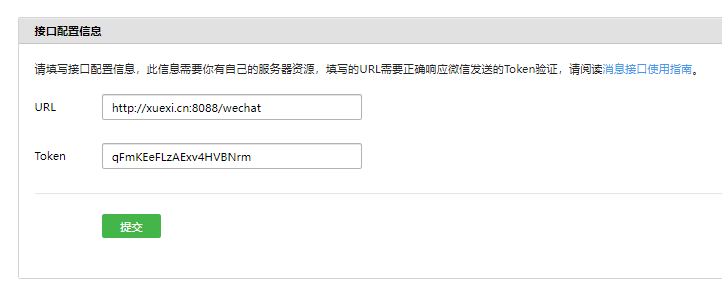 接口配置信息
请填写接口配置信息，此信息需要你有自己的服务器资源，填写的URL需要正确响应微信发送的Token验证，请阅读消息接口使用指南。
URL http://xuexi.cn:8088/wechat
Token qFmKEeFLzAExv4HVBNrm
提交